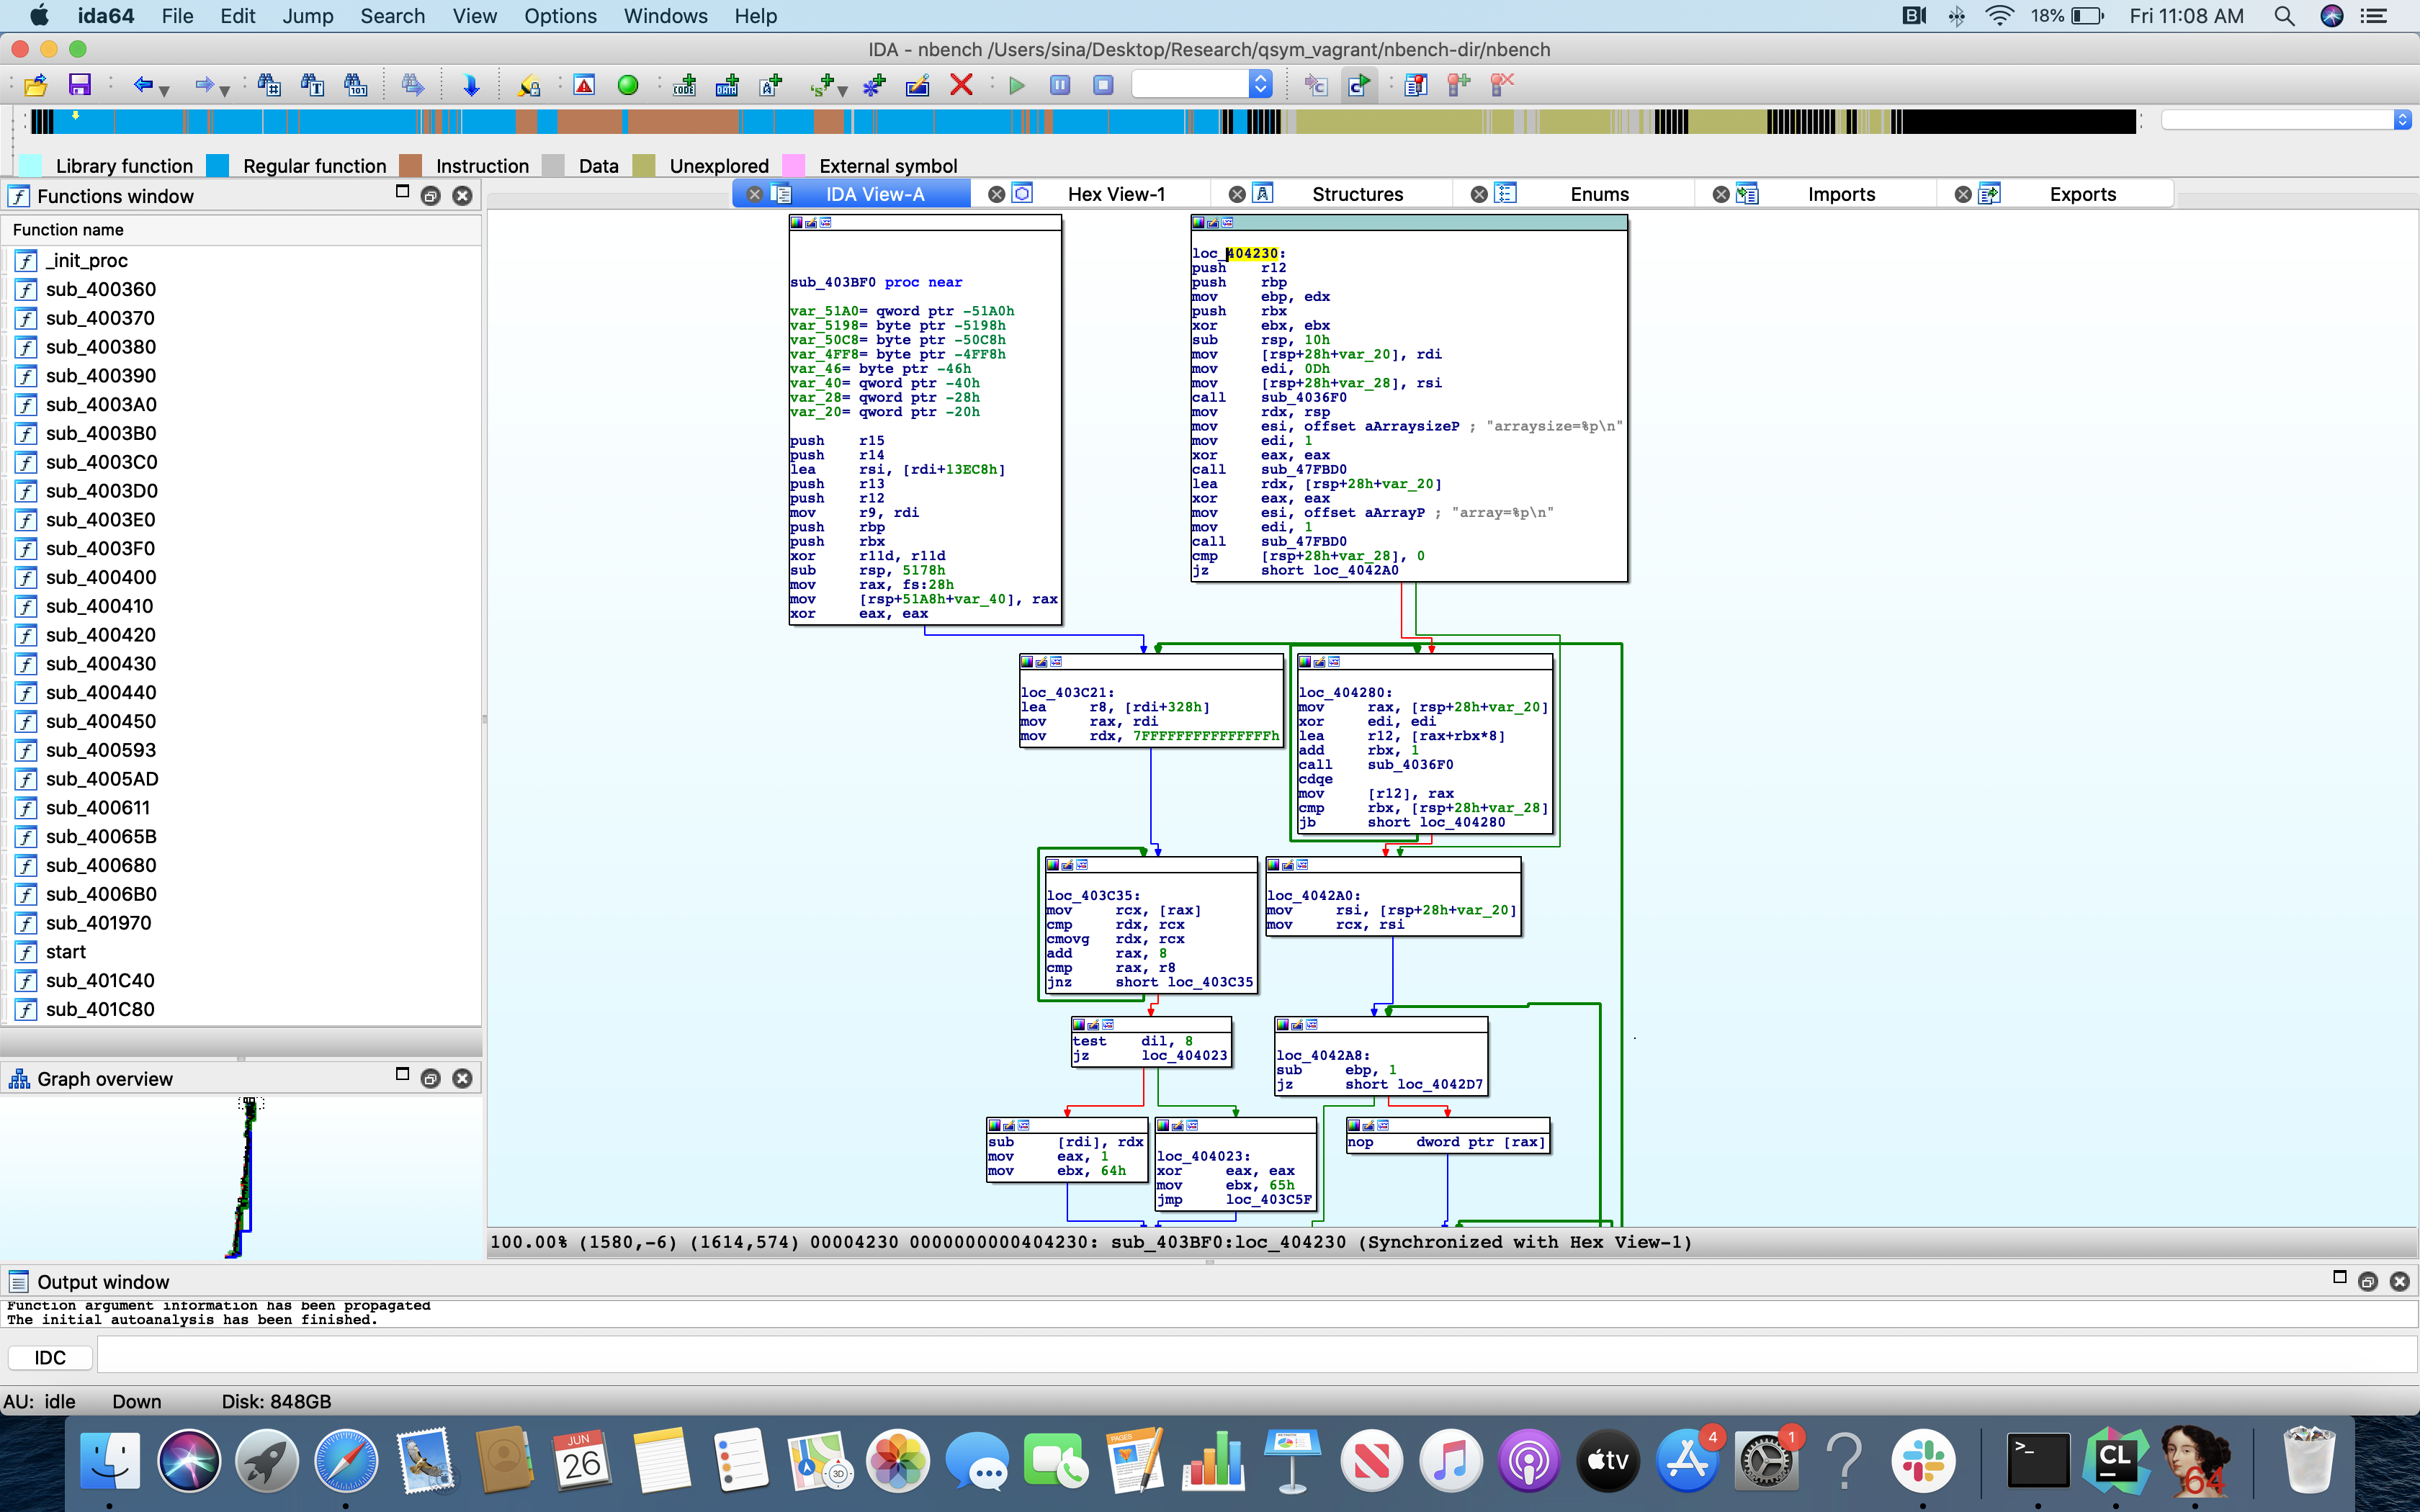 ida64 File Edit Jump Search View Options Windows Help 18% Fri 11:08 AM
IDA - nbench /Users/sina/Desktop/Research/qsym_vagrant/nbench-dir/nbench
Library function Regular function Instruction Data Unexplored External symbol
Functions window
IDA View-A Hex View-1 Structures Enums Imports Exports
Function name
_init_proc
sub_400360
sub_400370
sub_400380
sub_400390
sub_4003A0
sub_4003B0
sub_4003C0
sub_4003D0
sub_4003E0
sub_4003F0
sub_400400
sub_400410
sub_400420
sub_400430
sub_400440
sub_400450
sub_400593
sub_4005AD
sub_400611
sub_40065B
sub_400680
sub_4006B0
sub_401970
start
sub_401C40
sub_401C80
Graph overview
sub_403BF0 proc near
var_51A0= qword ptr -51A0h
var_5198= byte ptr -5198h
var_50C8= byte ptr -50C8h
var_4FF8= byte ptr -4FF8h
var_46= byte ptr -46h
var_40= qword ptr -40h
var_28= qword ptr -28h
var_20= qword ptr -20h
push r15
push r14
lea rsi, [rdi+13EC8h]
push r13
push r12
mov r9, rdi
push rbp
push rbx
xor r11d, r11d
sub rsp, 5178h
mov rax, fs:28h
mov [rsp+51A8h+var_40], rax
xor eax, eax
loc_404230:
push r12
push rbp
mov ebp, edx
push rbx
xor ebx, ebx
sub rsp, 10h
mov [rsp+28h+var_20], rdi
mov edi, 0Dh
mov [rsp+28h+var_28], rsi
call sub_4036F0
mov rdx, rsp
mov esi, offset aArraysizeP ; "arraysize=%p\n"
mov edi, 1
xor eax, eax
call sub_47FBD0
lea rdx, [rsp+28h+var_20]
xor eax, eax
mov esi, offset aArrayP ; "array=%p\n"
mov edi, 1
call sub_47FBD0
cmp [rsp+28h+var_28], 0
jz short loc_4042A0
loc_403C21:
lea r8, [rdi+328h]
mov rax, rdi
mov rdx, 7FFFFFFFFFFFFFFFh
loc_404280:
mov rax, [rsp+28h+var_20]
xor edi, edi
lea r12, [rax+rbx*8]
add rbx, 1
call sub_4036F0
cdqe
mov [r12], rax
cmp rbx, [rsp+28h+var_28]
jb short loc_404280
loc_403C35:
mov rcx, [rax]
cmp rdx, rcx
cmovg rdx, rcx
add rax, 8
cmp rax, r8
jnz short loc_403C35
loc_4042A0:
mov rsi, [rsp+28h+var_20]
mov rcx, rsi
test dil, 8
jz loc_404023
loc_4042A8:
sub ebp, 1
jz short loc_4042D7
sub [rdi], rdx
mov eax, 1
mov ebx, 64h
loc_404023:
xor eax, eax
mov ebx, 65h
jmp loc_403C5F
nop dword ptr [rax]
100.00% (1580,-6) (1614,574) 00004230 0000000000404230: sub_403BF0:loc_404230 (Synchronized with Hex View-1)
Output window
Function argument information has been propagated
The initial autoanalysis has been finished.
IDC
AU: idle Down Disk: 848GB
JUN
26
3D
PAGES
tv
4
1
?
>_
CL
64